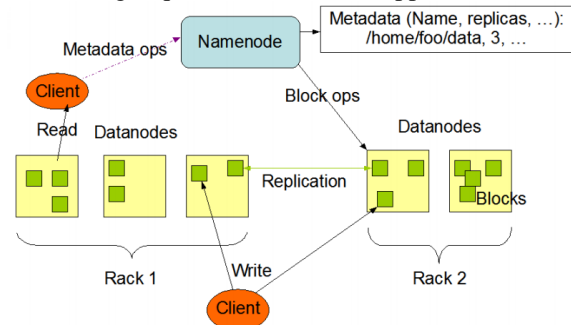 Metadata (Name, replicas, …):
/home/foo/data, 3, …
Namenode
Metadata ops
Client
Block ops
Read
Datanodes
Datanodes
Replication
Blocks
Rack 1
Write
Rack 2
Client